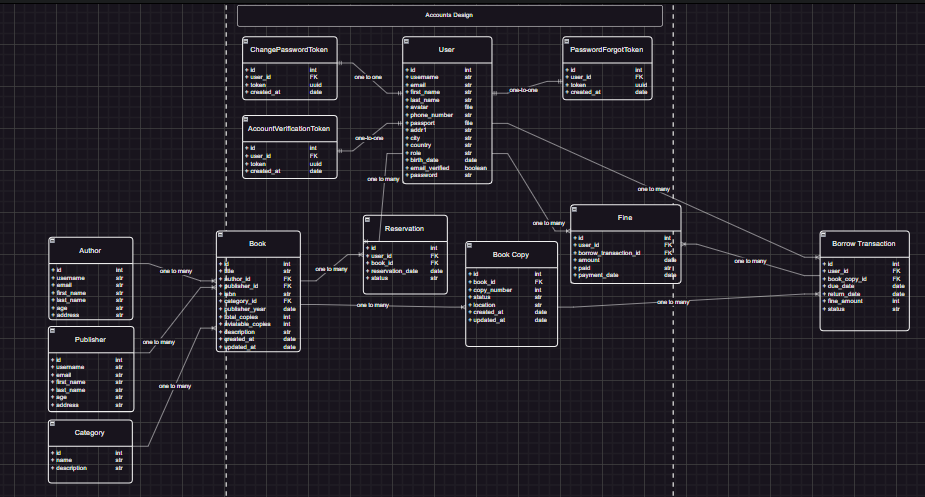 Accounts Design
ChangePasswordToken
+ id int
+ user_id FK
+ token uuid
+ created_at date
User
+ id int
+ username str
+ email str
+ first_name str
+ last_name str
+ avatar file
+ phone_number str
+ passport file
+ addr1 str
+ city str
+ country str
+ role str
+ birth_date date
+ email_verified boolean
+ password str
PasswordForgotToken
+ id int
+ user_id FK
+ token uuid
+ created_at date
one to one
one-to-one
AccountVerificationToken
+ id int
+ user_id FK
+ token uuid
+ created_at date
one-to-one
one to many
one to many
one to many
Author
+ id int
+ username str
+ email str
+ first_name str
+ last_name str
+ age str
+ address str
one to many
Book
+ id int
+ title str
+ author_id FK
+ publisher_id FK
+ isbn str
+ category_id FK
+ publisher_year date
+ total_copies int
+ avialable_copies int
+ description str
+ created_at date
+ updated_at date
one to many
Reservation
+ id int
+ user_id FK
+ book_id FK
+ reservation_date date
+ status str
Book Copy
+ id int
+ book_id FK
+ copy_number int
+ status str
+ location str
+ created_at date
+ updated_at date
one to many
Fine
+ id int
+ user_id FK
+ borrow_transaction_id FK
+ amount date
+ paid str
+ payment_date date
one to many
one to many
Borrow Transaction
+ id int
+ user_id FK
+ book_copy_id FK
+ due_date date
+ return_date date
+ fine_amount int
+ status str
Publisher
+ id int
+ username str
+ email str
+ first_name str
+ last_name str
+ age str
+ address str
one to many
one to many
Category
+ id int
+ name str
+ description str